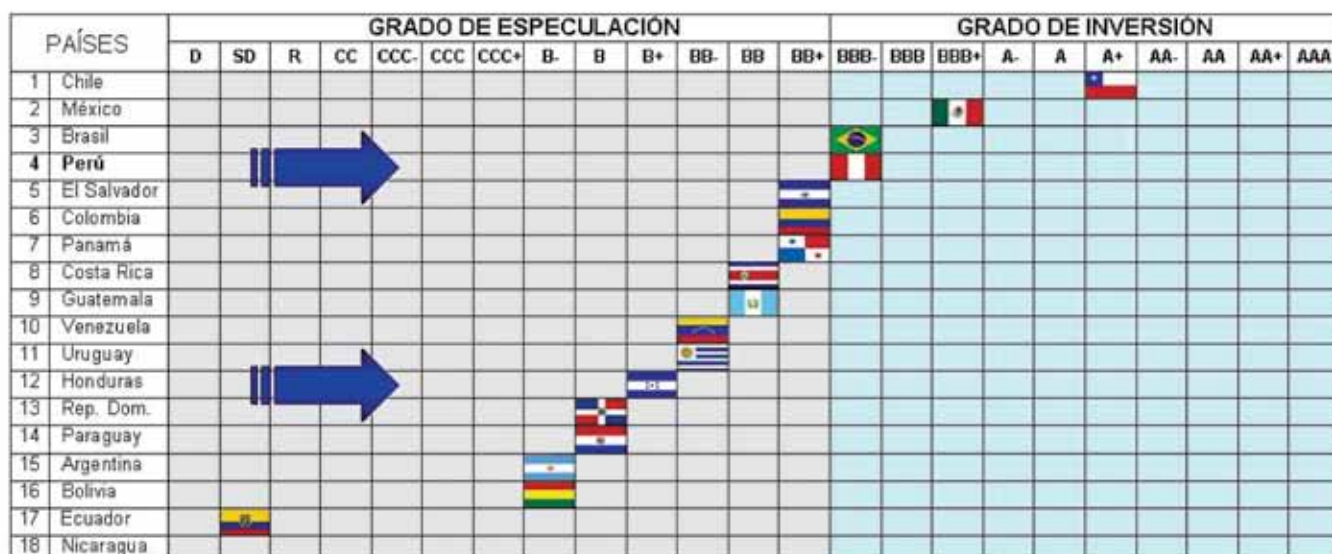 PAÍSES GRADO DE ESPECULACIÓN GRADO DE INVERSIÓN
D SD R CC CCC- CCC CCC+ B- B B+ BB- BB BB+ BBB- BBB BBB+ A- A A+ AA- AA AA+ AAA
1 Chile
2 México
3 Brasil
4 Perú
5 El Salvador
6 Colombia
7 Panamá
8 Costa Rica
9 Guatemala
10 Venezuela
11 Uruguay
12 Honduras
13 Rep. Dom.
14 Paraguay
15 Argentina
16 Bolivia
17 Ecuador
18 Nicaragua